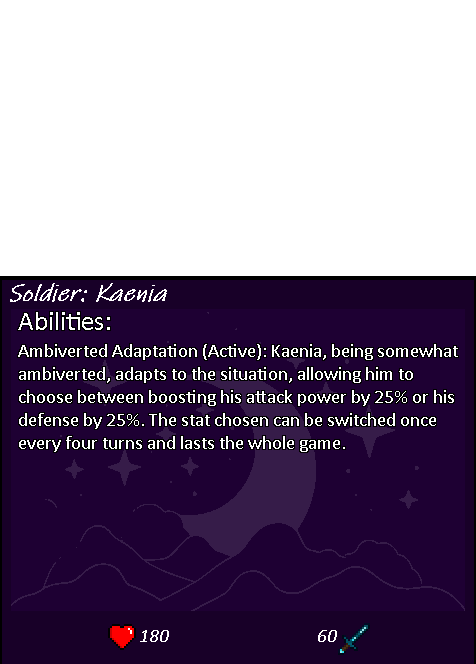 Soldier: Kaenia
Abilities:
Ambiverted Adaptation (Active): Kaenia, being somewhat
ambiverted, adapts to the situation, allowing him to
choose between boosting his attack power by 25% or his
defense by 25%. The stat chosen can be switched once
every four turns and lasts the whole game.
180
60